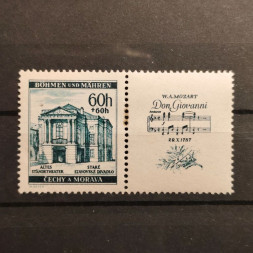 BÖHMEN UND MÄHREN
60h
+60h
ALTES STARÉ
STÄNDETHEATER STAVOVSKÉ DIVADLO
ČECHY A MORAVA
W.A.MOZART
Don Giovanni
29.X.1787